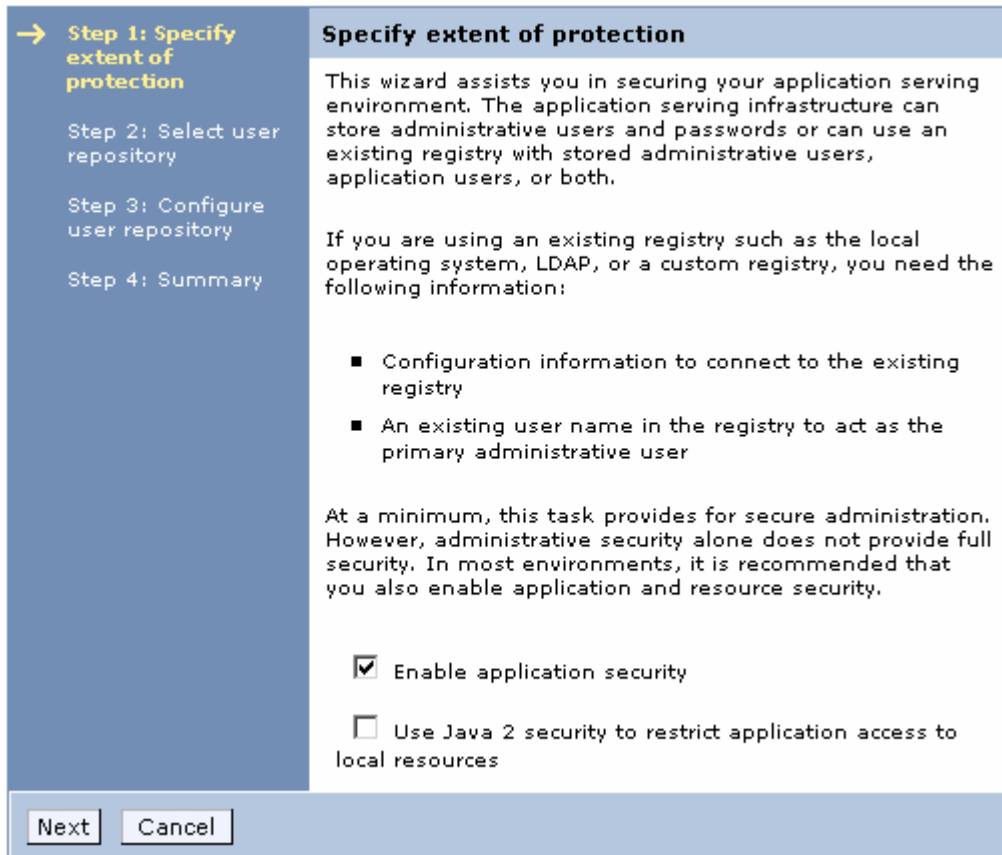 Step 1: Specify
extent of
protection
Step 2: Select user
repository
Step 3: Configure
user repository
Step 4: Summary
Specify extent of protection
This wizard assists you in securing your application serving
environment. The application serving infrastructure can
store administrative users and passwords or can use an
existing registry with stored administrative users,
application users, or both.
If you are using an existing registry such as the local
operating system, LDAP, or a custom registry, you need the
following information:
Configuration information to connect to the existing
registry
An existing user name in the registry to act as the
primary administrative user
At a minimum, this task provides for secure administration.
However, administrative security alone does not provide full
security. In most environments, it is recommended that
you also enable application and resource security.
Enable application security
Use Java 2 security to restrict application access to
local resources
Next
Cancel